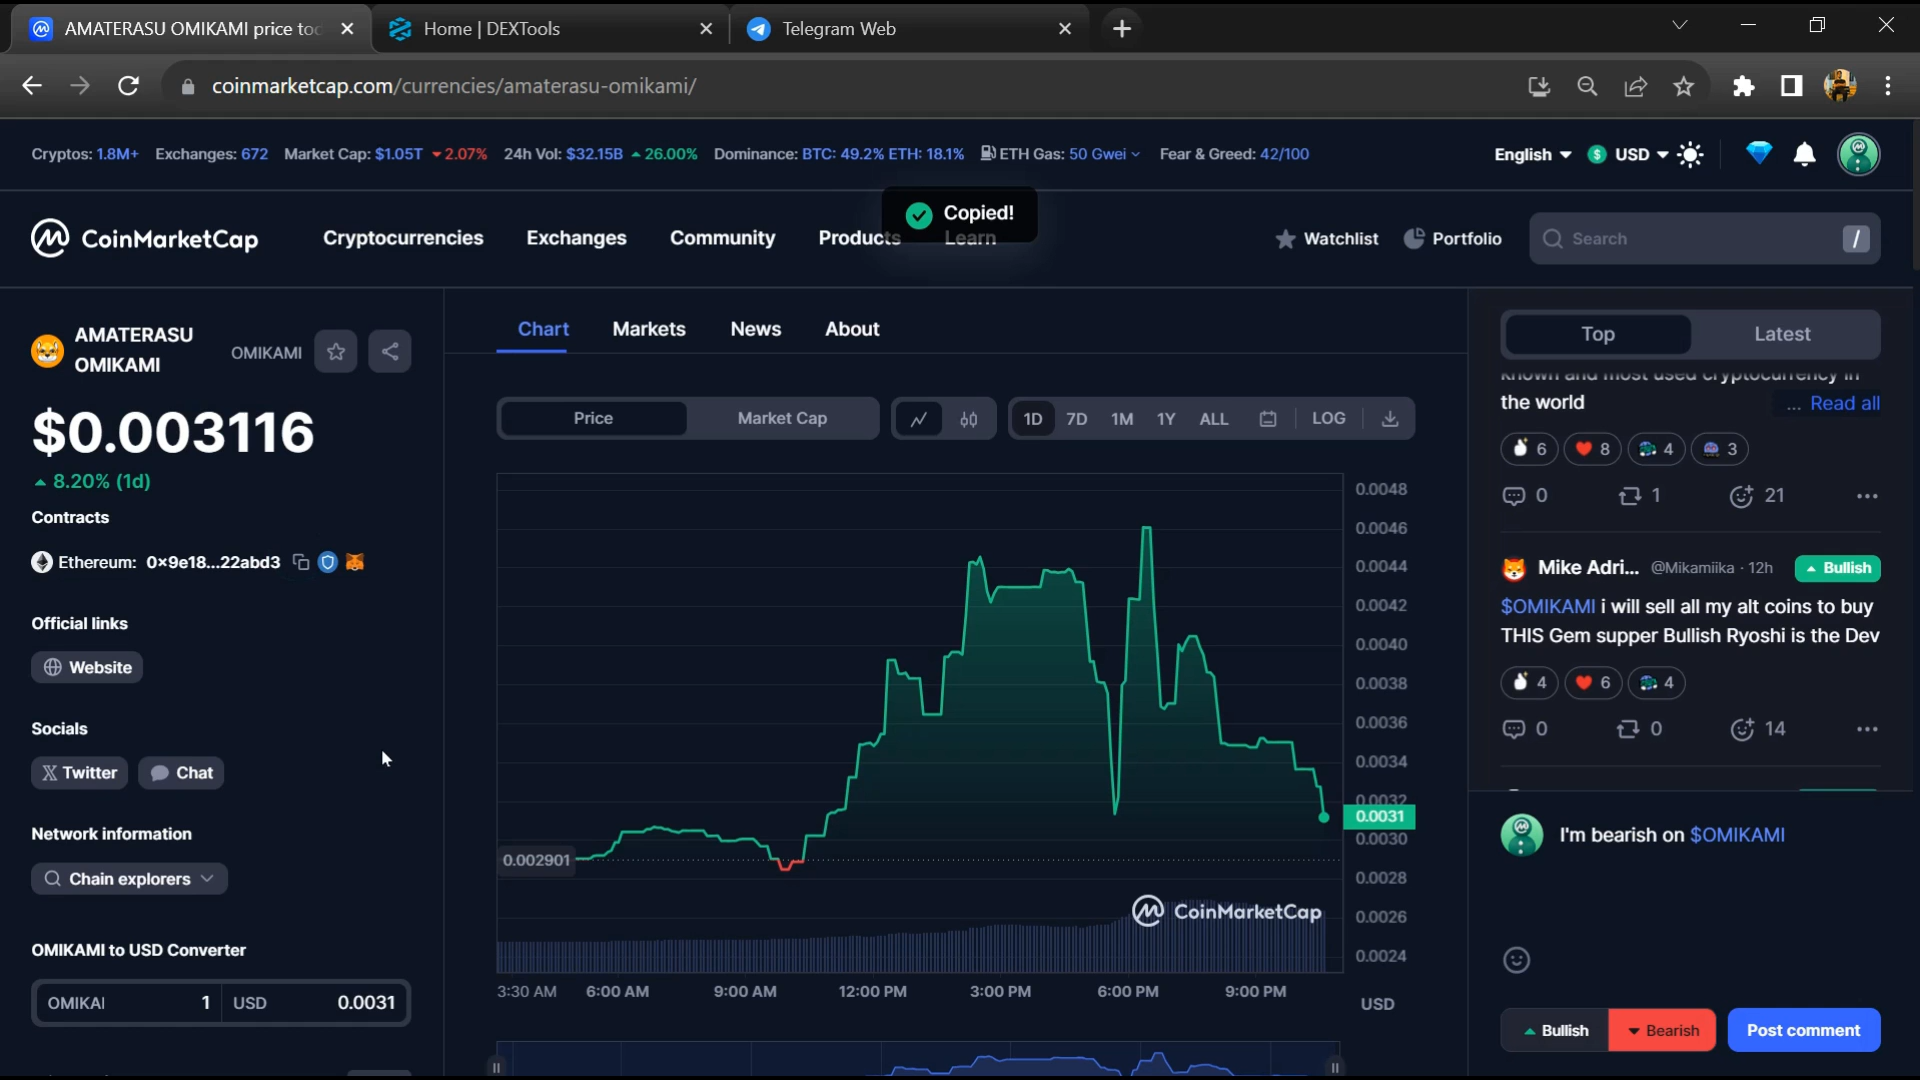 AMATERASU OMIKAMI price too
Home | DEXTools
Telegram Web
coinmarketcap.com/currencies/amaterasu-omikami/
Cryptos: 1.8M+ Exchanges: 672 Market Cap: $1.05T 2.07% 24h Vol: $32.15B 26.00% Dominance: BTC: 49.2% ETH: 18.1% ETH Gas: 50 Gwei Fear & Greed: 42/100
English USD
Copied!
CoinMarketCap Cryptocurrencies Exchanges Community Products Learn Watchlist Portfolio Search /
AMATERASU
OMIKAMI
OMIKAMI
$0.003116
8.20% (1d)
Contracts
Ethereum: 0x9e18...22abd3
Official links
Website
Socials
Twitter Chat
Network information
Chain explorers
OMIKAMI to USD Converter
OMIKAI 1 USD 0.0031
Chart Markets News About
Price Market Cap 1D 7D 1M 1Y ALL LOG
0.0048
0.0046
0.0044
0.0042
0.0040
0.0038
0.0036
0.0034
0.0032
0.0031
0.0030
0.002901
0.0028
CoinMarketCap
0.0026
0.0024
3:30 AM 6:00 AM 9:00 AM 12:00 PM 3:00 PM 6:00 PM 9:00 PM
USD
Top Latest
known and most used cryptocurrency in
the world ... Read all
6 8 4 3
0 1 21
Mike Adri... @Mikamiika · 12h Bullish
$OMIKAMI i will sell all my alt coins to buy
THIS Gem supper Bullish Ryoshi is the Dev
4 6 4
0 0 14
I'm bearish on $OMIKAMI
Bullish Bearish Post comment